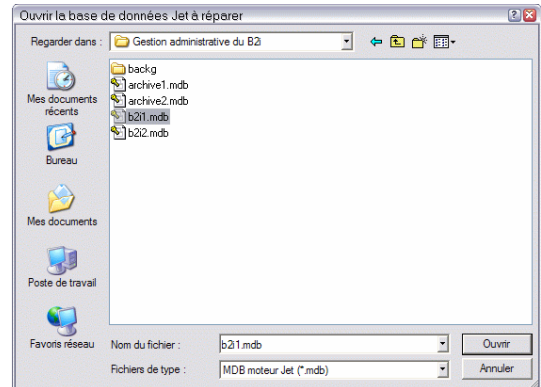 Ouvrir la base de données Jet à réparer
Regarder dans :
Gestion administrative du B2i
Mes documents récents
Bureau
Mes documents
Poste de travail
Favoris réseau
backg
archive1.mdb
archive2.mdb
b2i1.mdb
b2i2.mdb
Nom du fichier :
b2i1.mdb
Ouvrir
Fichiers de type :
MDB moteur Jet (*.mdb)
Annuler